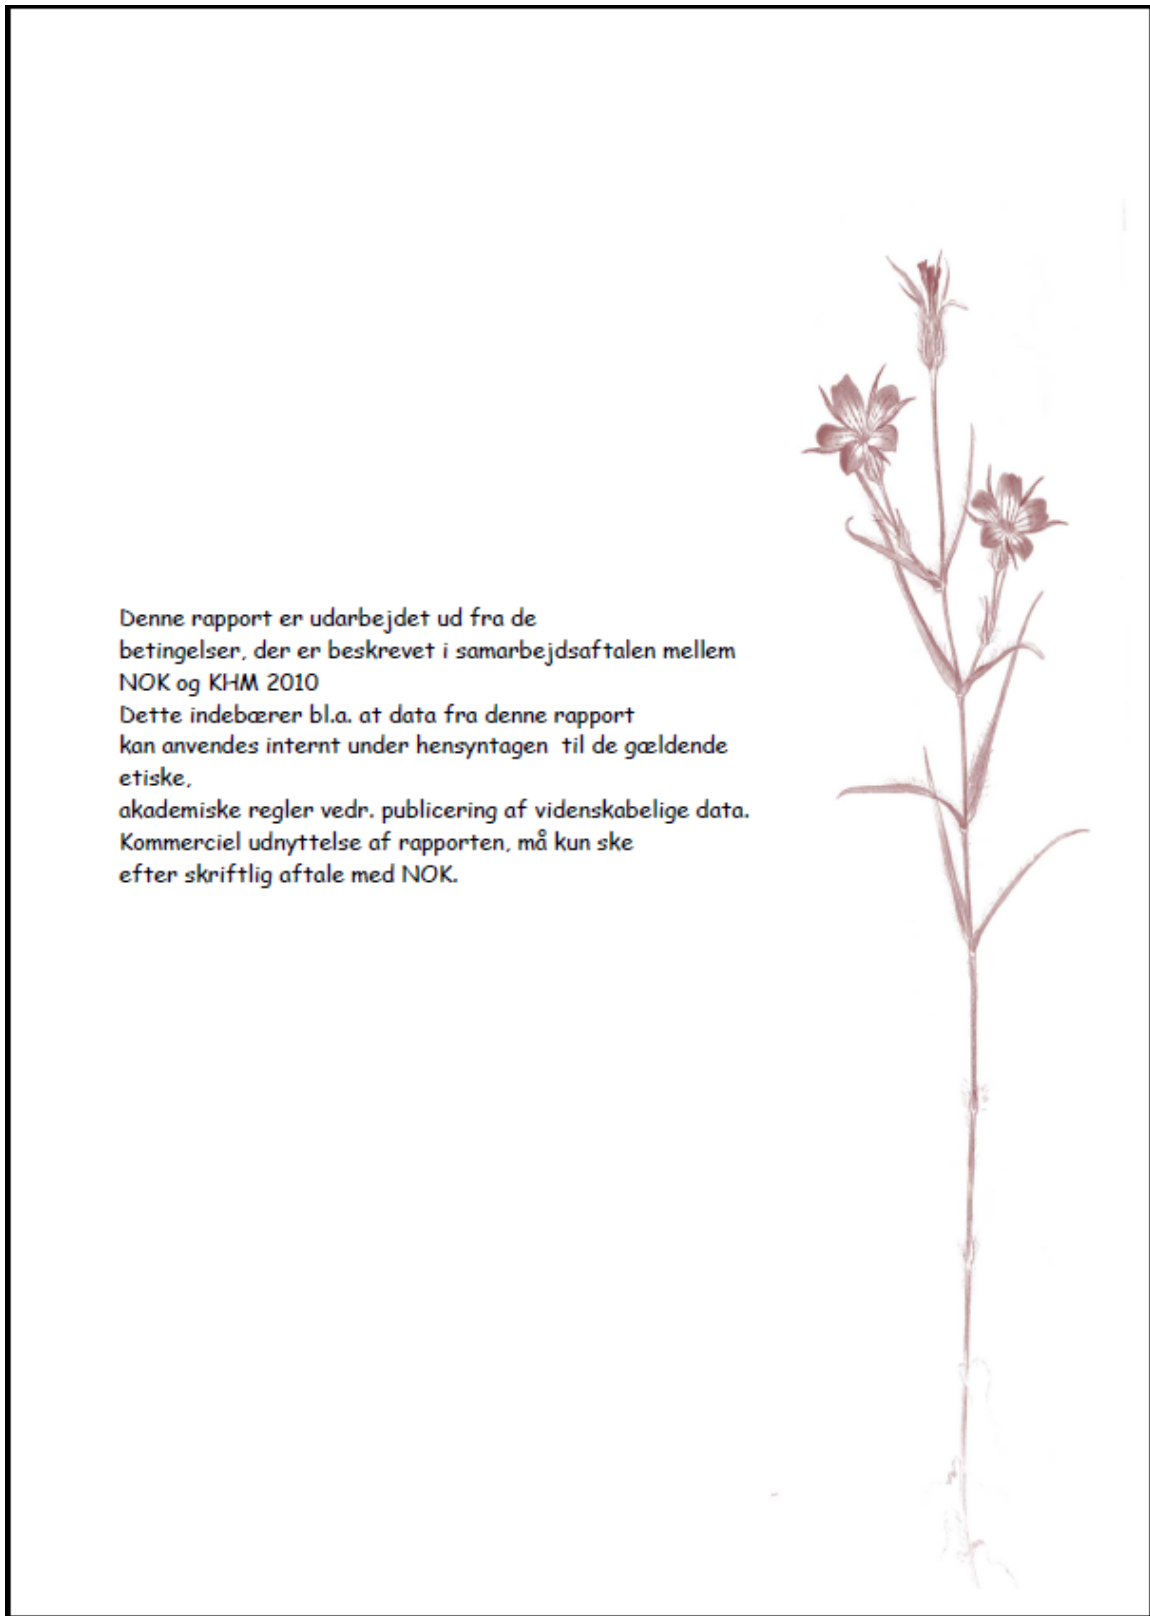 Denne rapport er udarbejdet ud fra de
betingelser, der er beskrevet i samarbejdsaftalen mellem
NOK og KHM 2010
Dette indebærer bl.a. at data fra denne rapport
kan anvendes internt under hensyntagen  til de gældende
etiske,
akademiske regler vedr. publicering af videnskabelige data.
Kommerciel udnyttelse af rapporten, må kun ske
efter skriftlig aftale med NOK.